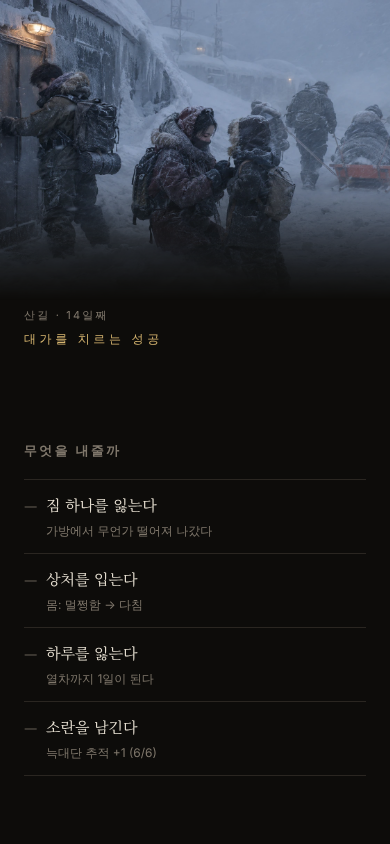 산길 · 14일째
대가를 치르는 성공
무엇을 내줄까
— 짐 하나를 잃는다
가방에서 무언가 떨어져 나갔다
— 상처를 입는다
몸: 멀쩡함 → 다침
— 하루를 잃는다
열차까지 1일이 된다
— 소란을 남긴다
늑대단 추적 +1 (6/6)